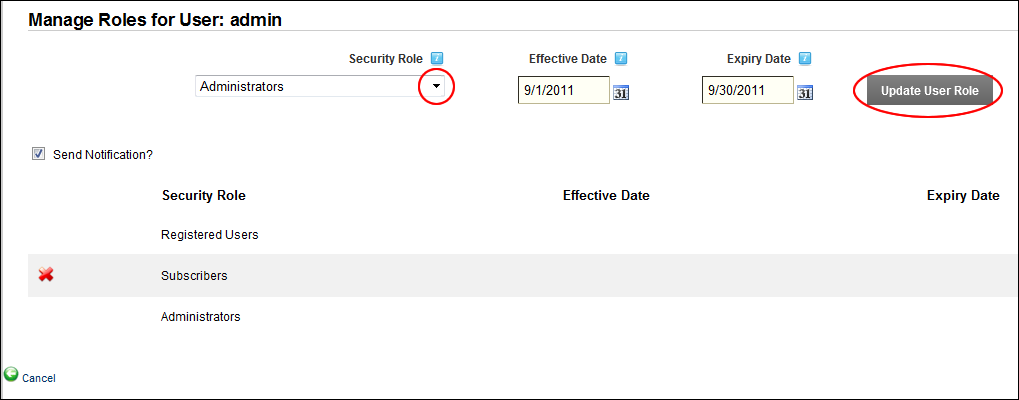 Manage Roles for User: admin
Security Role Effective Date Expiry Date
Administrators 9/1/2011 31 9/30/2011 31 Update User Role
Send Notification?
Security Role Effective Date Expiry Date
Registered Users
Subscribers
Administrators
Cancel